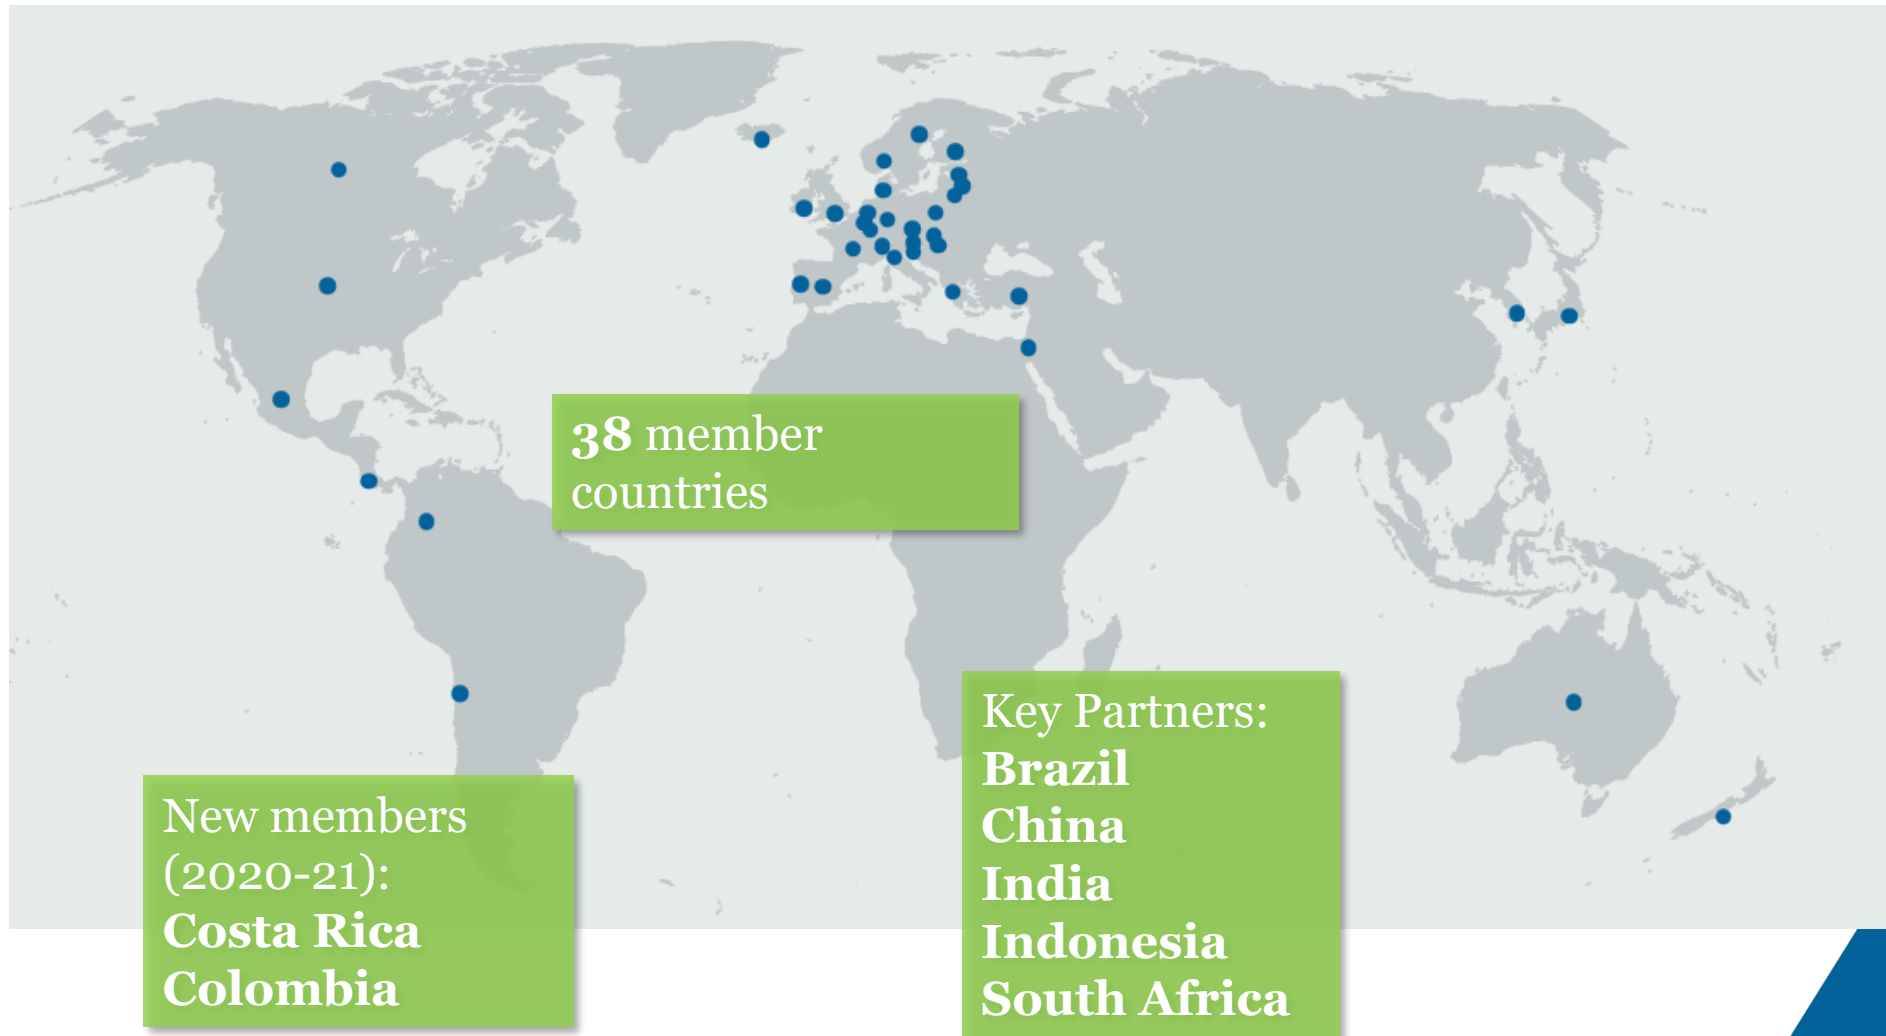 38 member
countries
New members
(2020-21):
Costa Rica
Colombia
Key Partners:
Brazil
China
India
Indonesia
South Africa